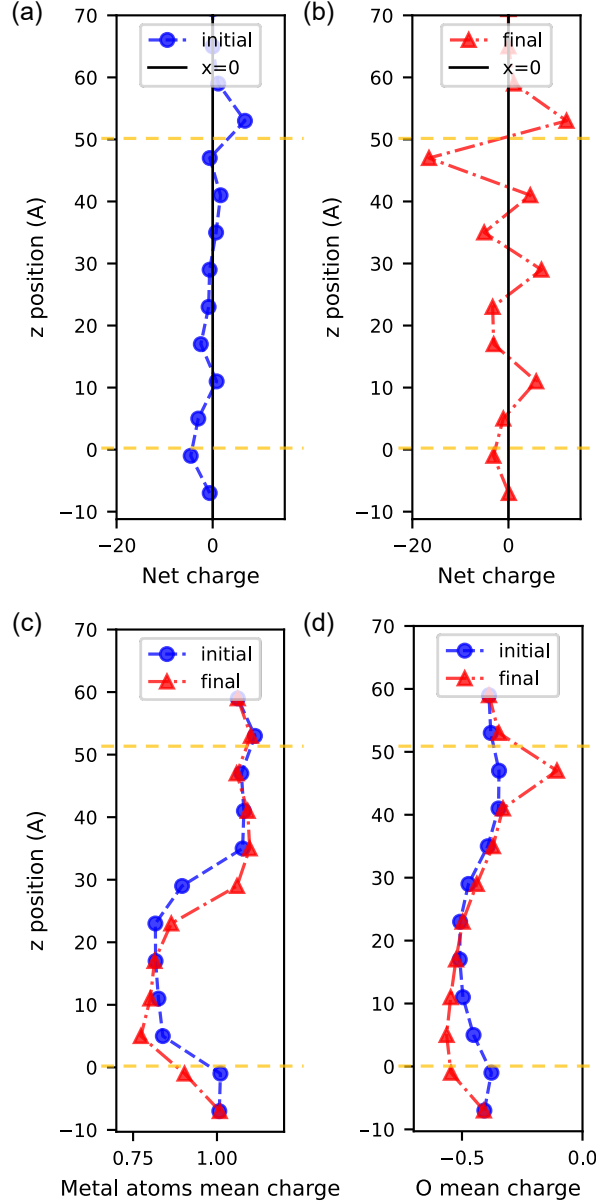 (a)
(b)
70
60
50
40
30
20
10
0
−10
z position (A)
initial
x=0
−20
0
Net charge
70
60
50
40
30
20
10
0
−10
z position (A)
final
x=0
−20
0
Net charge
(c)
(d)
70
60
50
40
30
20
10
0
−10
z position (A)
initial
final
0.75
1.00
Metal atoms mean charge
70
60
50
40
30
20
10
0
−10
initial
final
−0.5
0.0
O mean charge